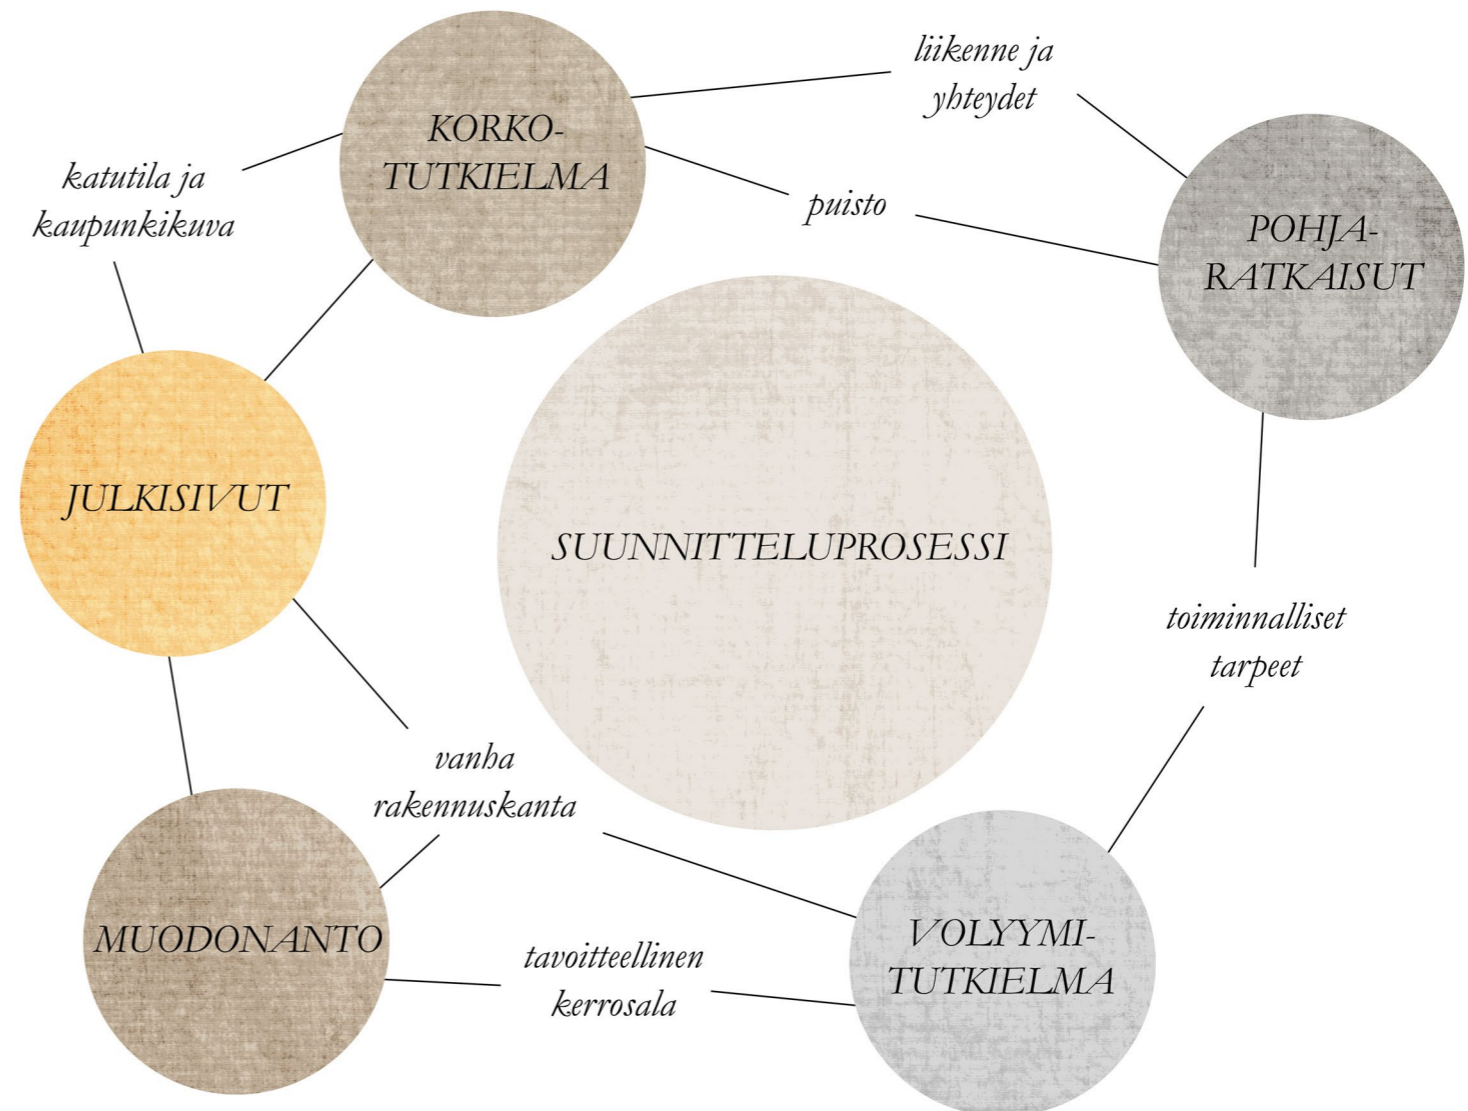 liikenne ja
yhteydet
KORKO-
TUTKIELMA
katutila ja
kaupunkikuva
puisto
POHJA-
RATKAISUT
JULKISIVUT
SUUNNITTELUPROSESSI
toiminnalliset
tarpeet
vanha
rakennuskanta
MUODONANTO
tavoitteellinen
kerrosala
VOLYYMI-
TUTKIELMA